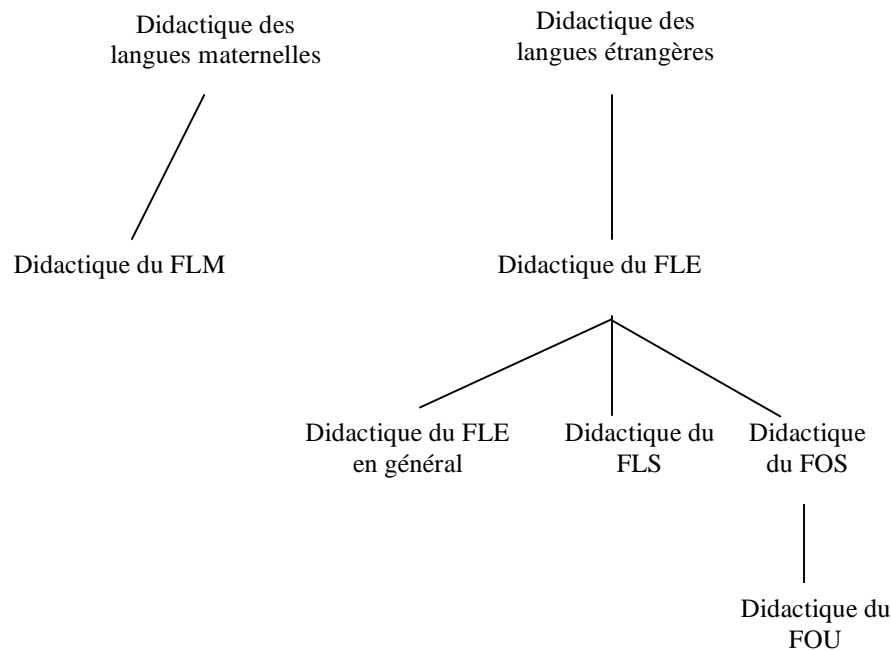 Didactique des
langues maternelles
Didactique des
langues étrangères
Didactique du FLM
Didactique du FLE
Didactique du FLE
en général
Didactique du
FLS
Didactique
du FOS
Didactique du
FOU